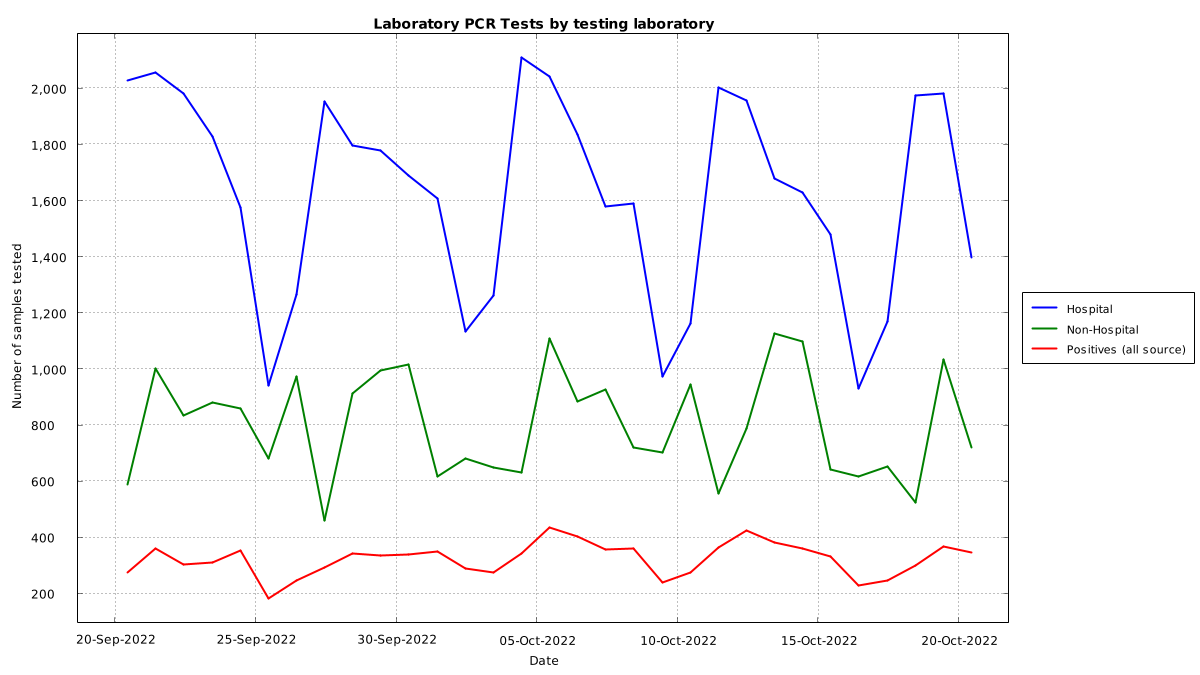 Laboratory PCR Tests by testing laboratory
Number of samples tested
2,000
1,800
1,600
1,400
1,200
1,000
800
600
400
200
20-Sep-2022
25-Sep-2022
30-Sep-2022
05-Oct-2022
10-Oct-2022
15-Oct-2022
20-Oct-2022
Date
Hospital
Non-Hospital
Positives (all source)